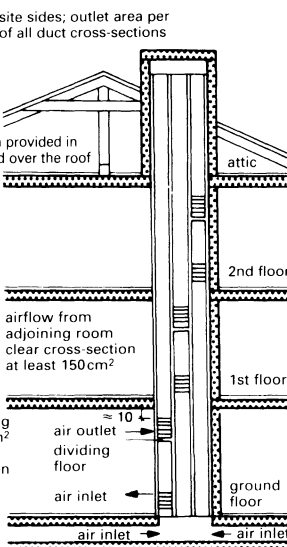 site sides; outlet area per
of all duct cross-sections
provided in
over the roof
attic
2nd floor
airflow from
adjoining room
clear cross-section
at least 150cm²
1st floor
≈ 10
air outlet
dividing
floor
air inlet
ground
floor
air inlet
air inlet